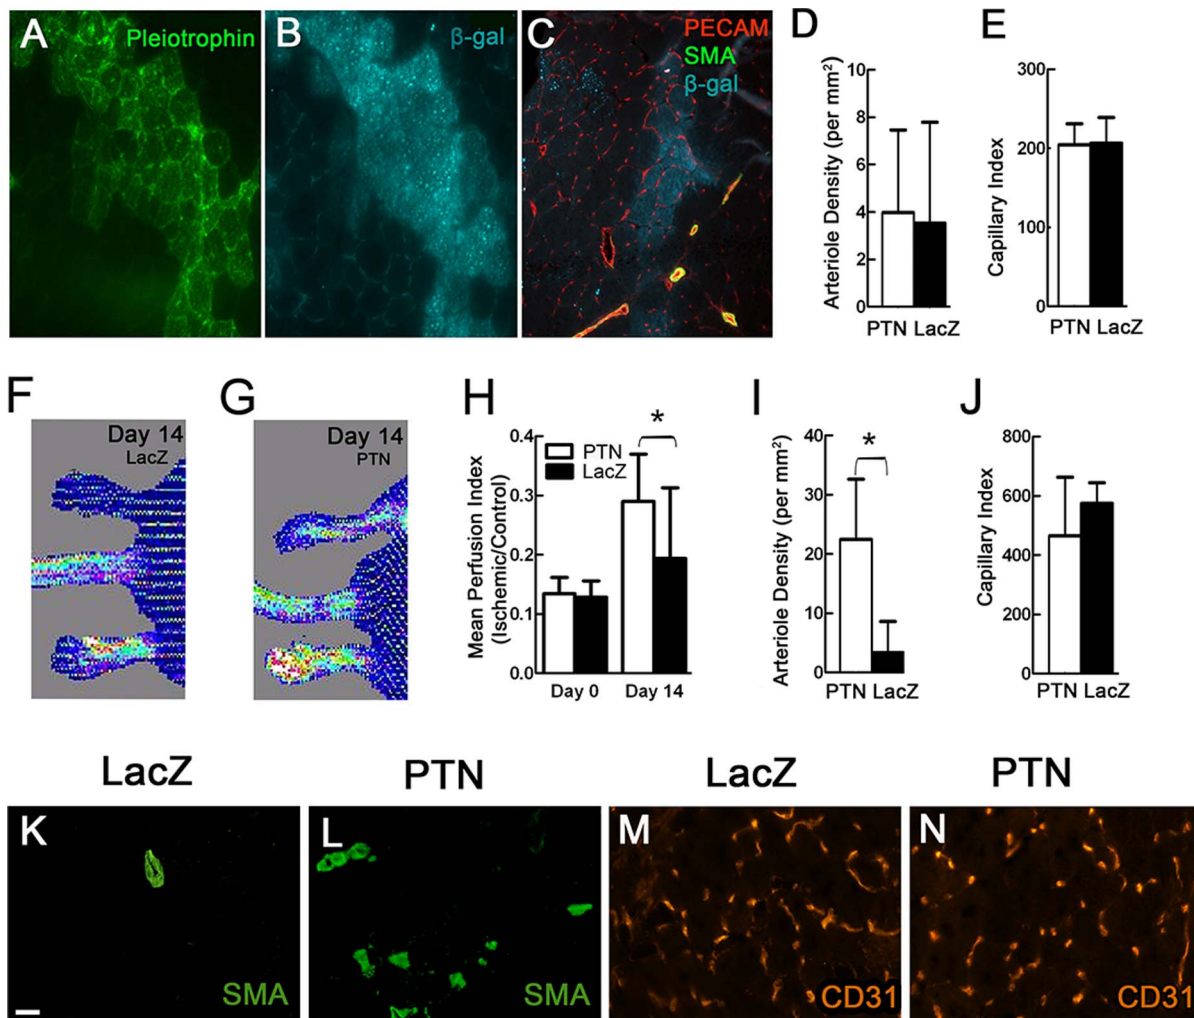 A
Pleiotrophin
B
β-gal
C
PECAM
SMA
β-gal
D
Arteriole Density (per mm²)
10
8
6
4
2
0
PTN LacZ
E
Capillary Index
300
200
100
0
PTN LacZ
F
Day 14
LacZ
G
Day 14
PTN
H
Mean Perfusion Index
(Ischemic/Control)
0.4
0.3
0.2
0.1
0.0
*
PTN
LacZ
Day 0 Day 14
I
Arteriole Density (per mm²)
40
30
20
10
0
*
PTN LacZ
J
Capillary Index
800
600
400
200
0
PTN LacZ
LacZ
PTN
LacZ
PTN
K
SMA
L
SMA
M
CD31
N
CD31